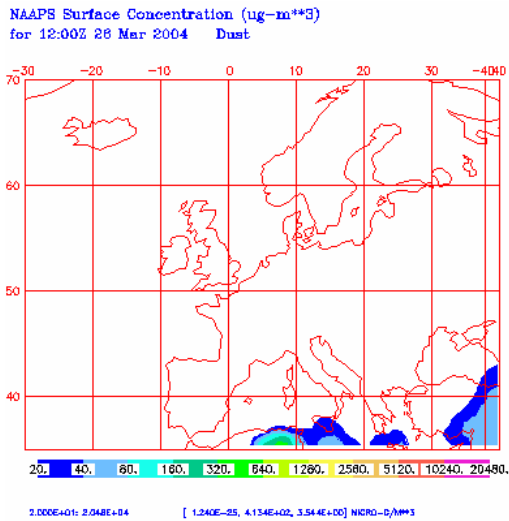 NAAPS Surface Concentration (ug-m**3)
for 12:00Z 26 Mar 2004 Dust
-30 -20 -10 0 10 20 30 -4040
70
60
50
40
20. 40. 80. 160. 320. 640. 1280. 2560. 5120. 10240. 20480.
2.000E+01: 2.048E+04 [ 1.240E-25, 4.134E+02, 3.544E+00] MICRO-G/M**3